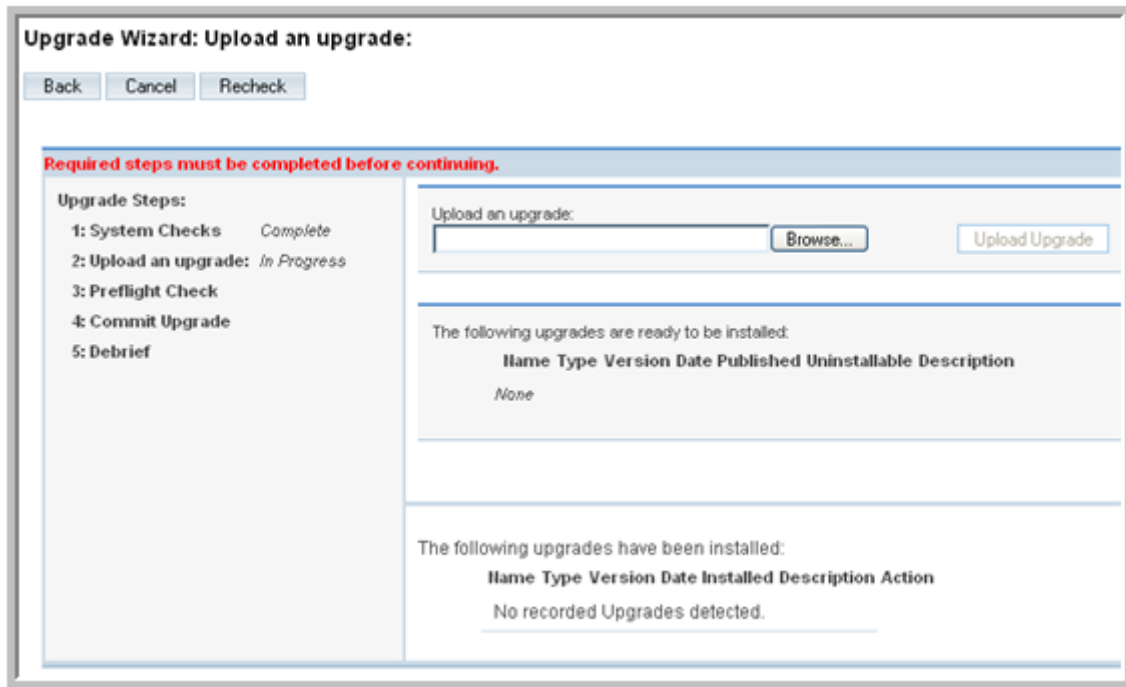 Upgrade Wizard: Upload an upgrade:
Back Cancel Recheck
Required steps must be completed before continuing.
Upgrade Steps:
1: System Checks Complete
2: Upload an upgrade: In Progress
3: Preflight Check
4: Commit Upgrade
5: Debrief
Upload an upgrade:
Browse... Upload Upgrade
The following upgrades are ready to be installed:
Name Type Version Date Published Uninstallable Description
None
The following upgrades have been installed:
Name Type Version Date Installed Description Action
No recorded Upgrades detected.